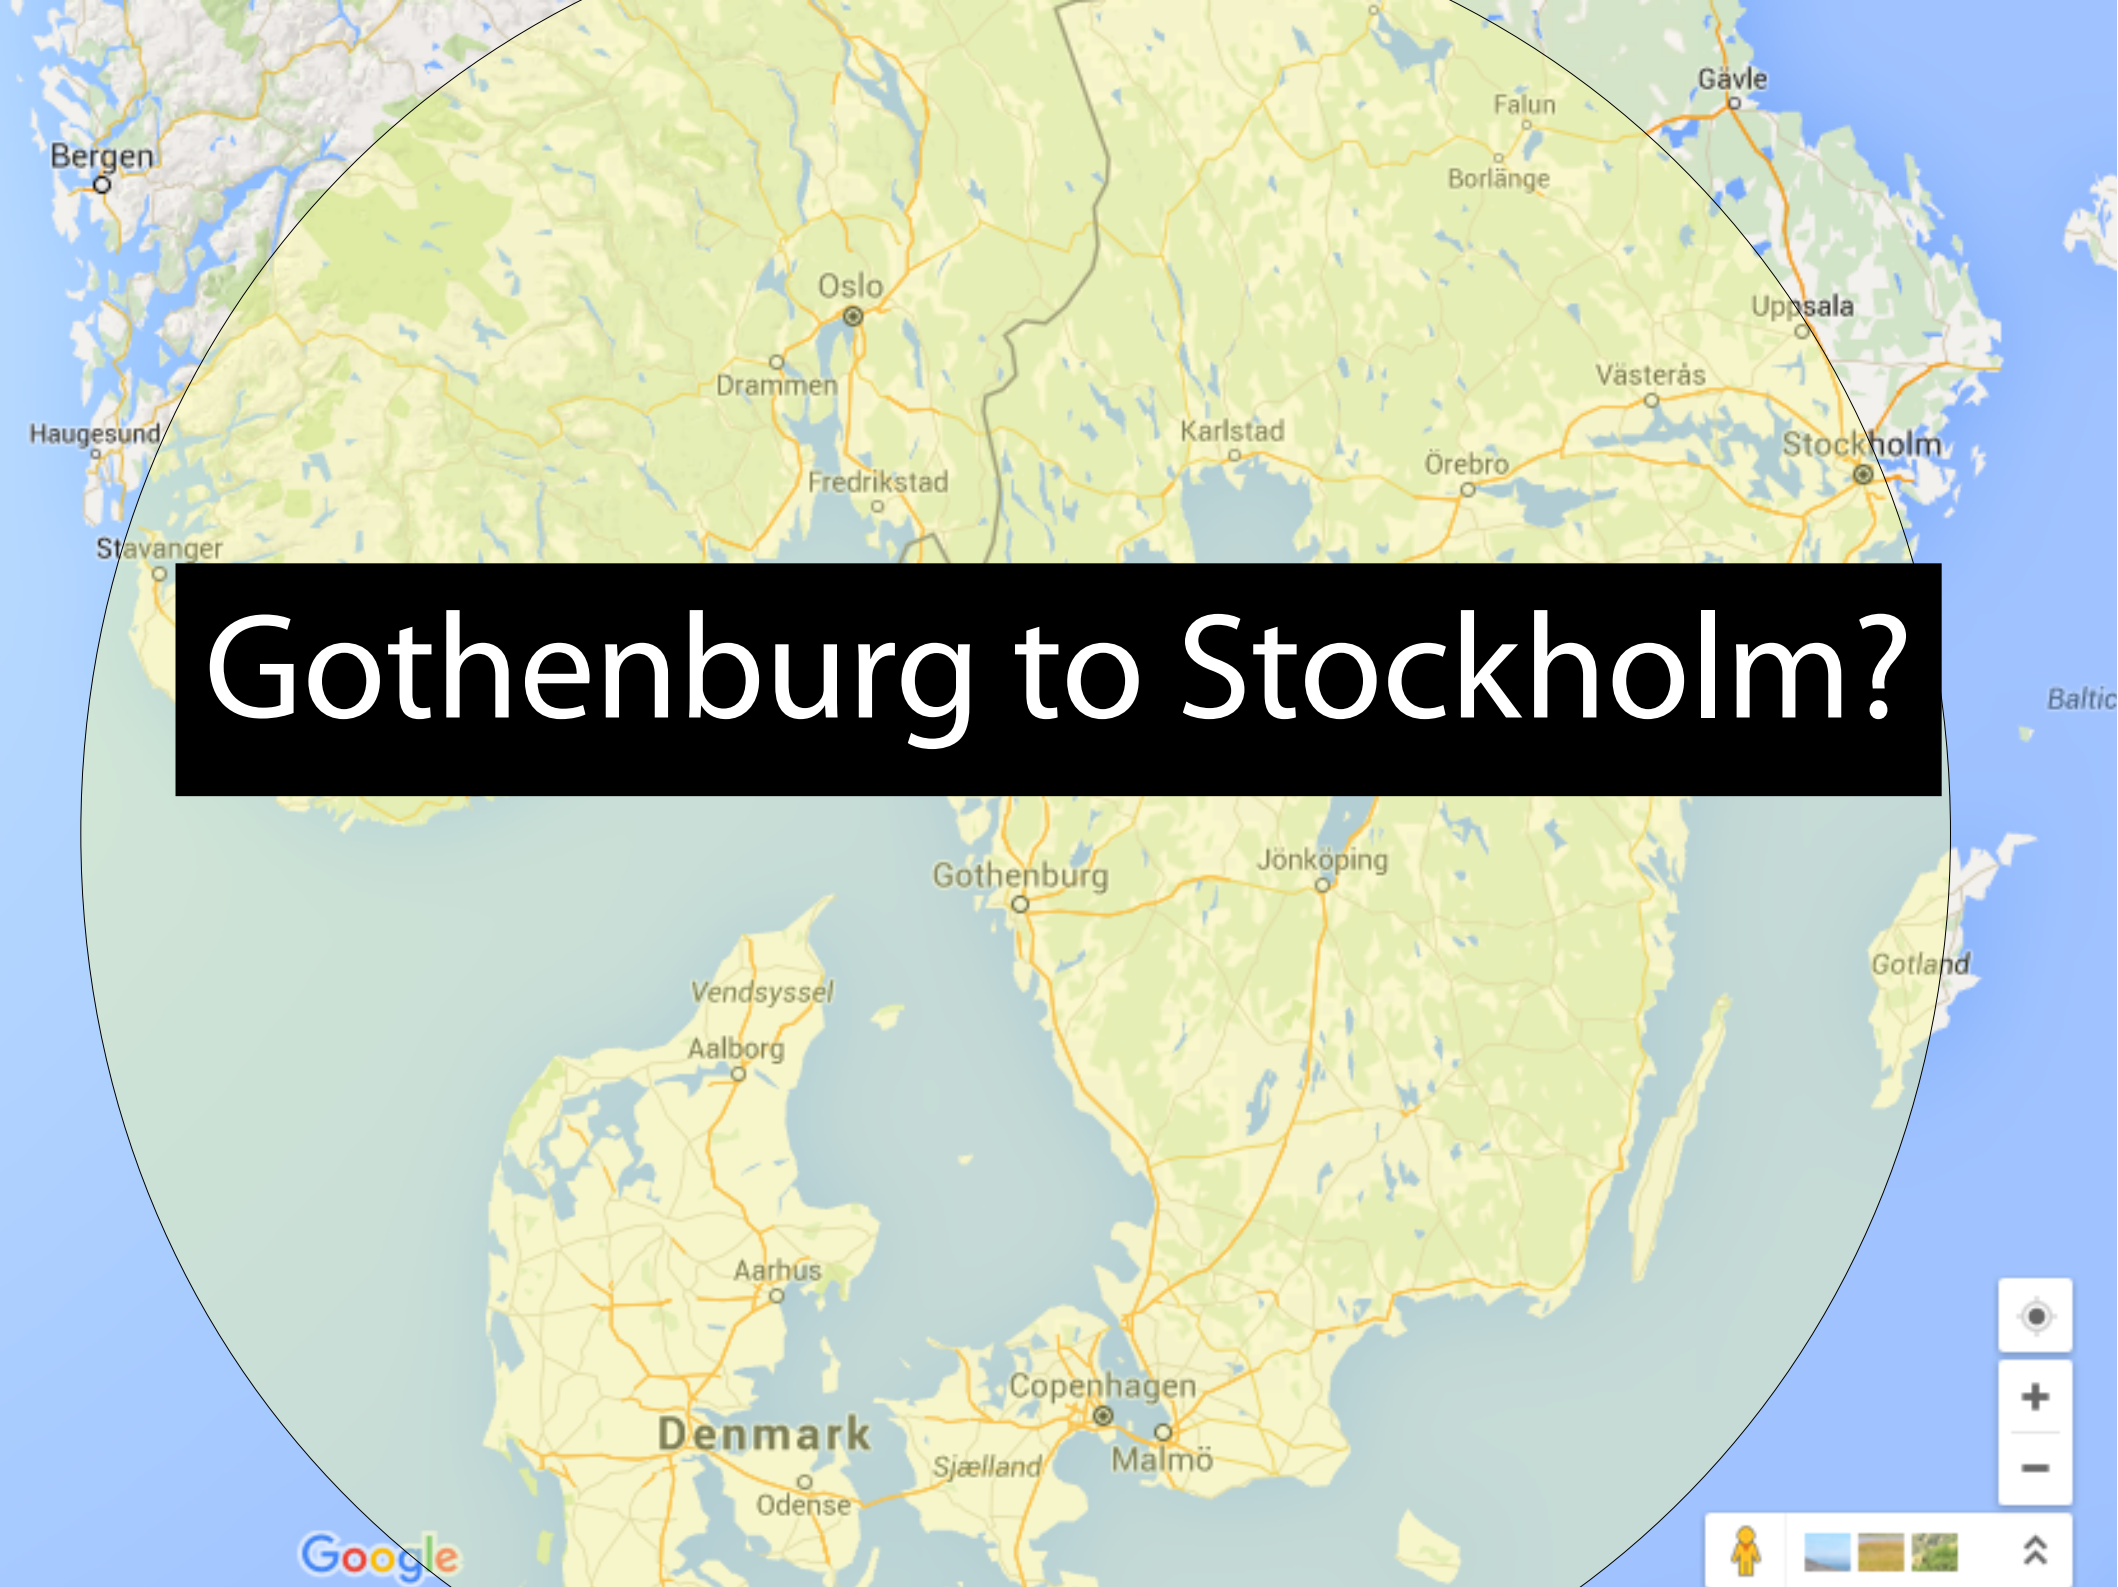 Gävle
Falun
Bergen
Borlänge
Oslo
Uppsala
Västerås
Drammen
Karlstad
Haugesund
Stockholm
Örebro
Fredrikstad
Stavanger
Gothenburg to Stockholm?
Baltic
Jönköping
Gothenburg
Gotland
Vendsyssel
Aalborg
Aarhus
Copenhagen
Denmark
Malmö
Sjælland
Odense
Google